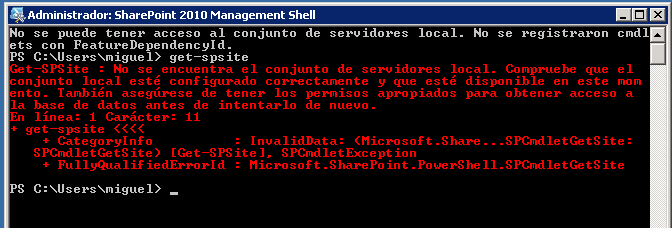 Administrador: SharePoint 2010 Management Shell
No se puede tener acceso al conjunto de servidores local. No se registraron cmdl
ets con FeatureDependencyId.
PS C:\Users\miguel> get-spsite
Get-SPSite : No se encuentra el conjunto de servidores local. Compruebe que el
conjunto local esté configurado correctamente y que esté disponible en este mom
ento. También asegúrese de tener los permisos apropiados para obtener acceso a
la base de datos antes de intentarlo de nuevo.
En línea: 1 Carácter: 11
+ get-spsite <<<<
+ CategoryInfo : InvalidData: (Microsoft.Share...SPCmdletGetSite:
SPCmdletGetSite) [Get-SPSite], SPCmdletException
+ FullyQualifiedErrorId : Microsoft.SharePoint.PowerShell.SPCmdletGetSite
PS C:\Users\miguel> _